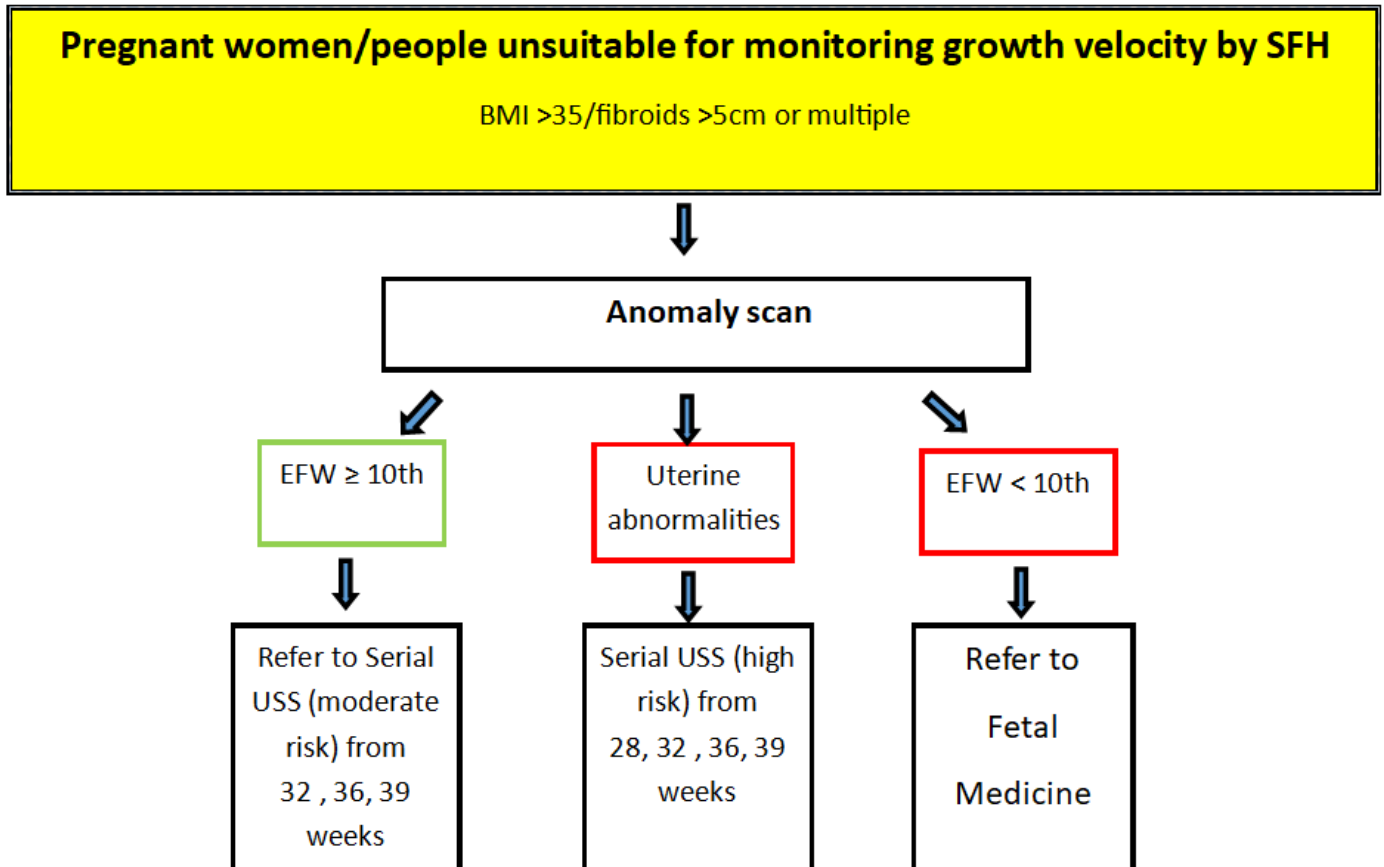 Pregnant women/people unsuitable for monitoring growth velocity by SFH
BMI >35/fibroids >5cm or multiple
Anomaly scan
EFW ≥ 10th
Uterine
abnormalities
EFW < 10th
Refer to Serial
USS (moderate
risk) from
32 , 36, 39
weeks
Serial USS (high
risk) from
28, 32 , 36, 39
weeks
Refer to
Fetal
Medicine